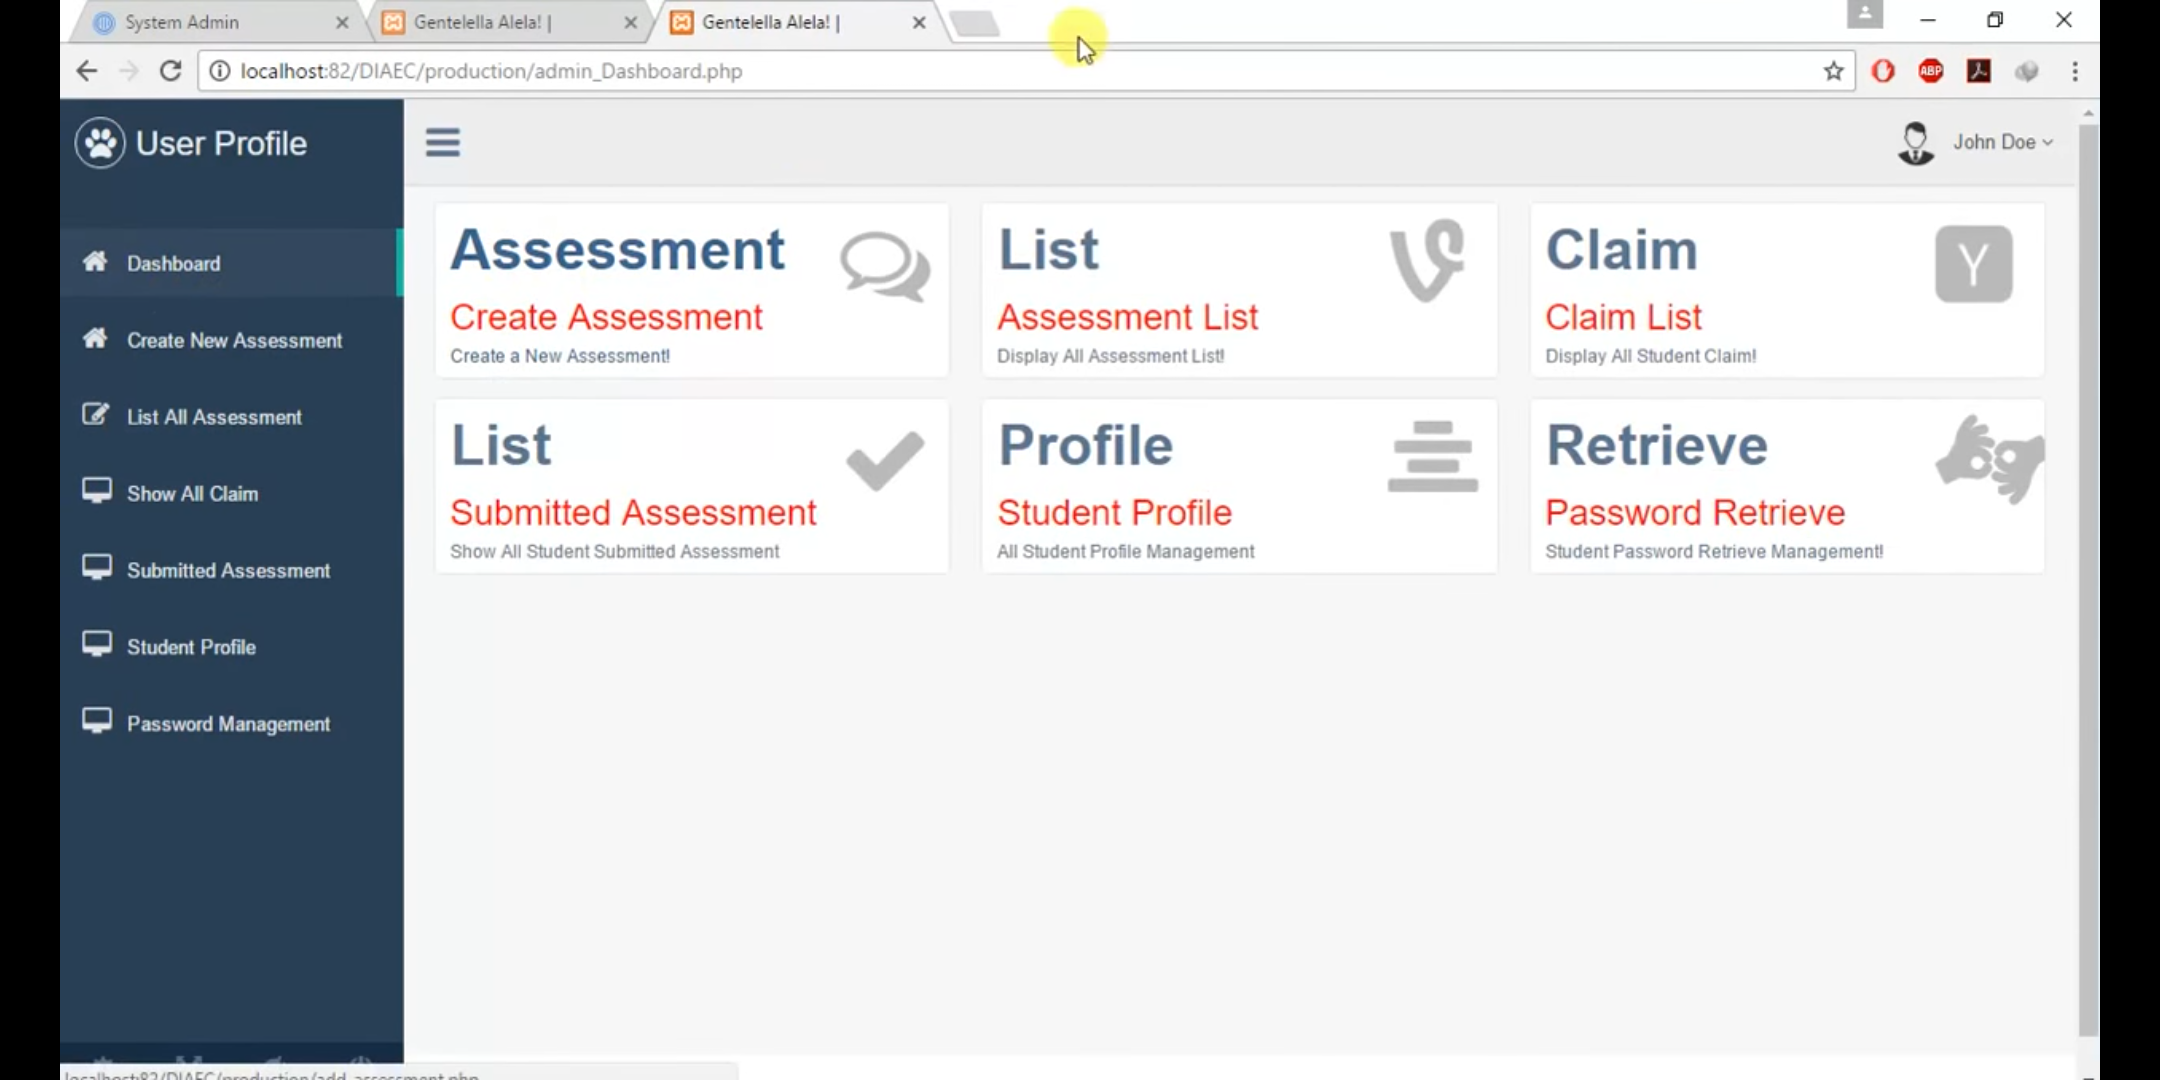 System Admin
Gentelella Alela! |
Gentelella Alela! |
localhost:82/DIAEC/production/admin_Dashboard.php
ABP
User Profile
John Doe
Dashboard
Create New Assessment
List All Assessment
Show All Claim
Submitted Assessment
Student Profile
Password Management
Assessment
Create Assessment
Create a New Assessment!
List
Assessment List
Display All Assessment List!
Claim
Y
Claim List
Display All Student Claim!
List
Submitted Assessment
Show All Student Submitted Assessment
Profile
Student Profile
All Student Profile Management
Retrieve
Password Retrieve
Student Password Retrieve Management!
localhost:82/DIAEC/production/add_assessment.php